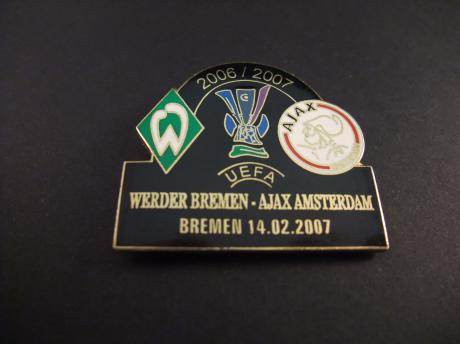 2006 / 2007
W
AJAX
UEFA
WERDER BREMEN - AJAX AMSTERDAM
BREMEN 14.02.2007